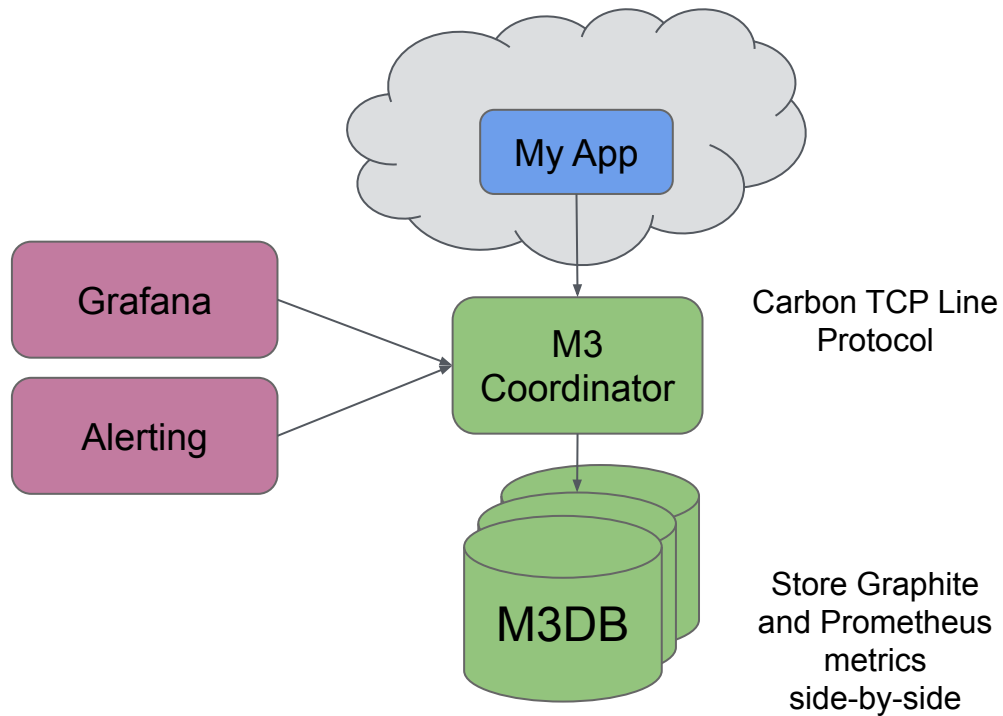 My App
Grafana
Carbon TCP Line
Protocol
M3
Coordinator
Alerting
M3DB
Store Graphite
and Prometheus
metrics
side-by-side